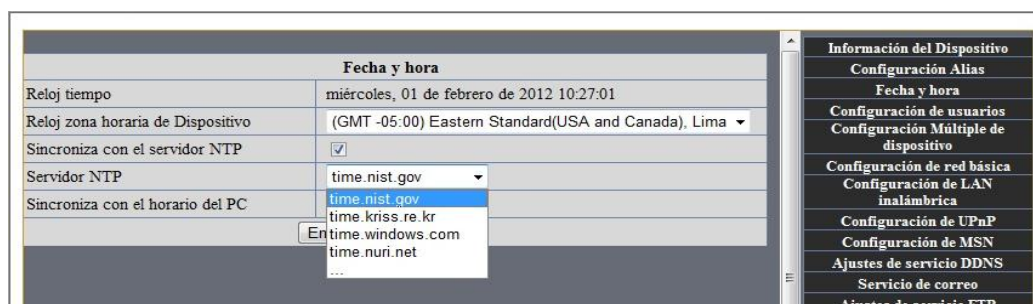 Fecha y hora
Reloj tiempo miércoles, 01 de febrero de 2012 10:27:01
Reloj zona horaria de Dispositivo (GMT -05:00) Eastern Standard(USA and Canada), Lima
Sincroniza con el servidor NTP
Servidor NTP time.nist.gov
time.nist.gov
Sincroniza con el horario del PC
time.kriss.re.kr
time.windows.com
time.nuri.net
...
Información del Dispositivo
Configuración Alias
Fecha y hora
Configuración de usuarios
Configuración Múltiple de
dispositivo
Configuración de red básica
Configuración de LAN
inalámbrica
Configuración de UPnP
Configuración de MSN
Ajustes de servicio DDNS
Servicio de correo